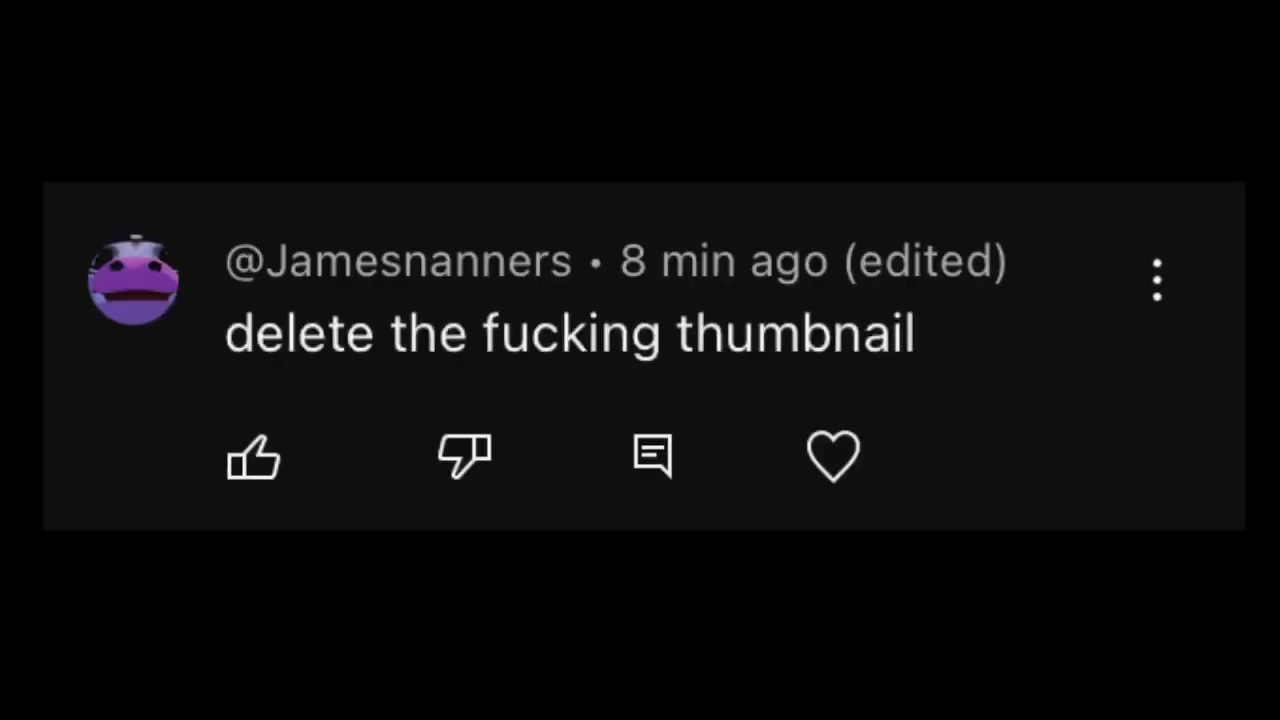 @Jamesnanners • 8 min ago (edited)
delete the fucking thumbnail